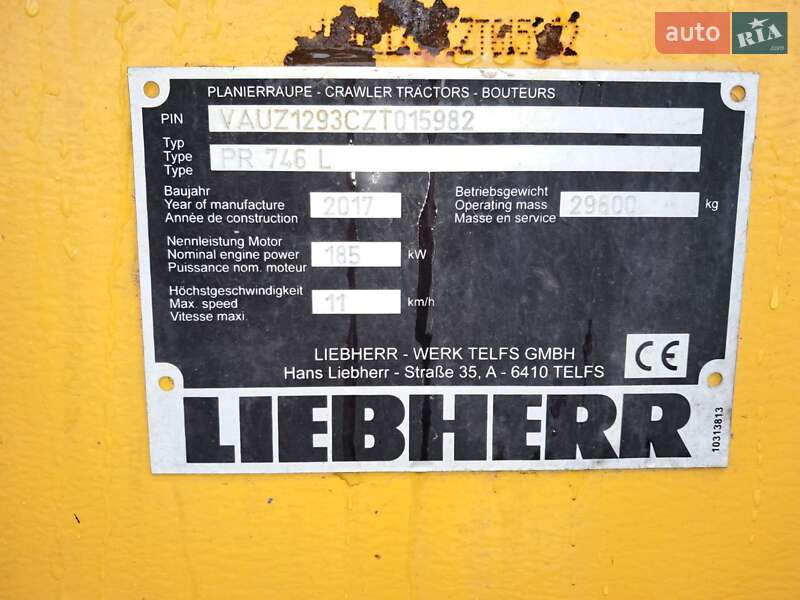 auto RIA
.com
PLANIERRAUPE - CRAWLER TRACTORS - BOUTEURS
PIN VAUZ1293CZT015982
Typ
Type PR 746 L
Type
Baujahr
Year of manufacture 2017
Année de construction
Betriebsgewicht
Operating mass 29600 kg
Masse en service
Nennleistung Motor
Nominal engine power 185 kW
Puissance nom. moteur
Höchstgeschwindigkeit
Max. speed 11 km/h
Vitesse maxi.
LIEBHERR - WERK TELFS GMBH
Hans Liebherr - Straße 35, A - 6410 TELFS
CE
LIEBHERR
10313813